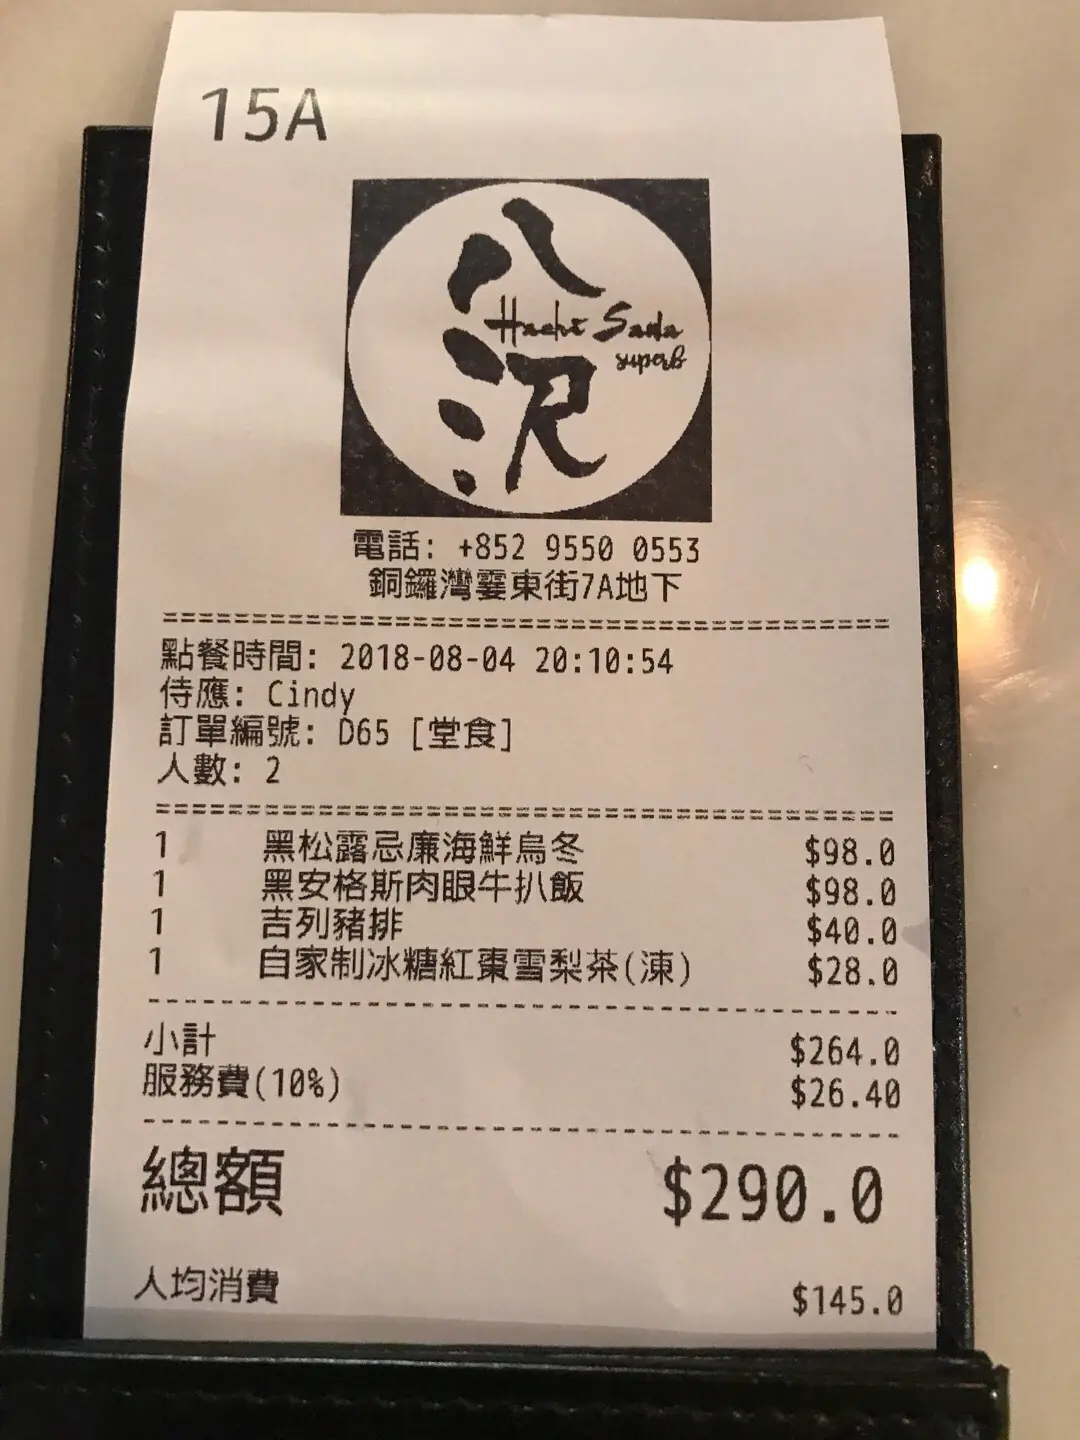 15A
八沢
Hachi Sada
superb
電話: +852 9550 0553
銅鑼灣霎東街7A地下
點餐時間: 2018-08-04 20:10:54
侍應: Cindy
訂單編號: D65 [堂食]
人數: 2
1 黑松露忌廉海鮮烏冬 $98.0
1 黑安格斯肉眼牛扒飯 $98.0
1 吉列豬排 $40.0
1 自家制冰糖紅棗雪梨茶(凍) $28.0
小計 $264.0
服務費(10%) $26.40
總額 $290.0
人均消費 $145.0